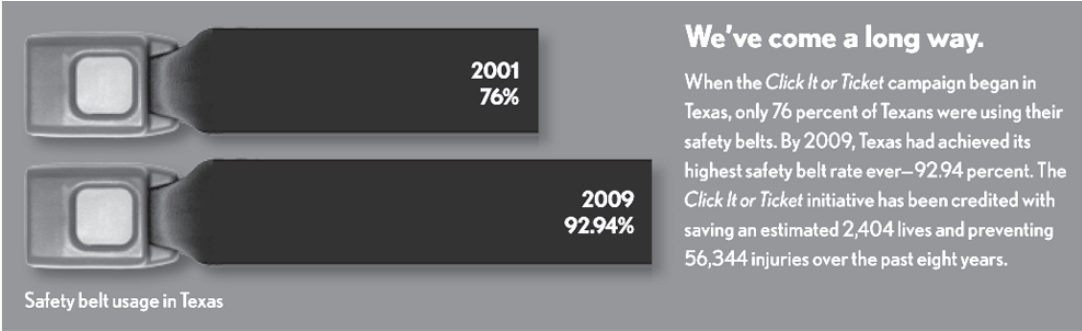 2001
76%
2009
92.94%
Safety belt usage in Texas
We've come a long way.
When the Click It or Ticket campaign began in
Texas, only 76 percent of Texans were using their
safety belts. By 2009, Texas had achieved its
highest safety belt rate ever—92.94 percent. The
Click It or Ticket initiative has been credited with
saving an estimated 2,404 lives and preventing
56,344 injuries over the past eight years.